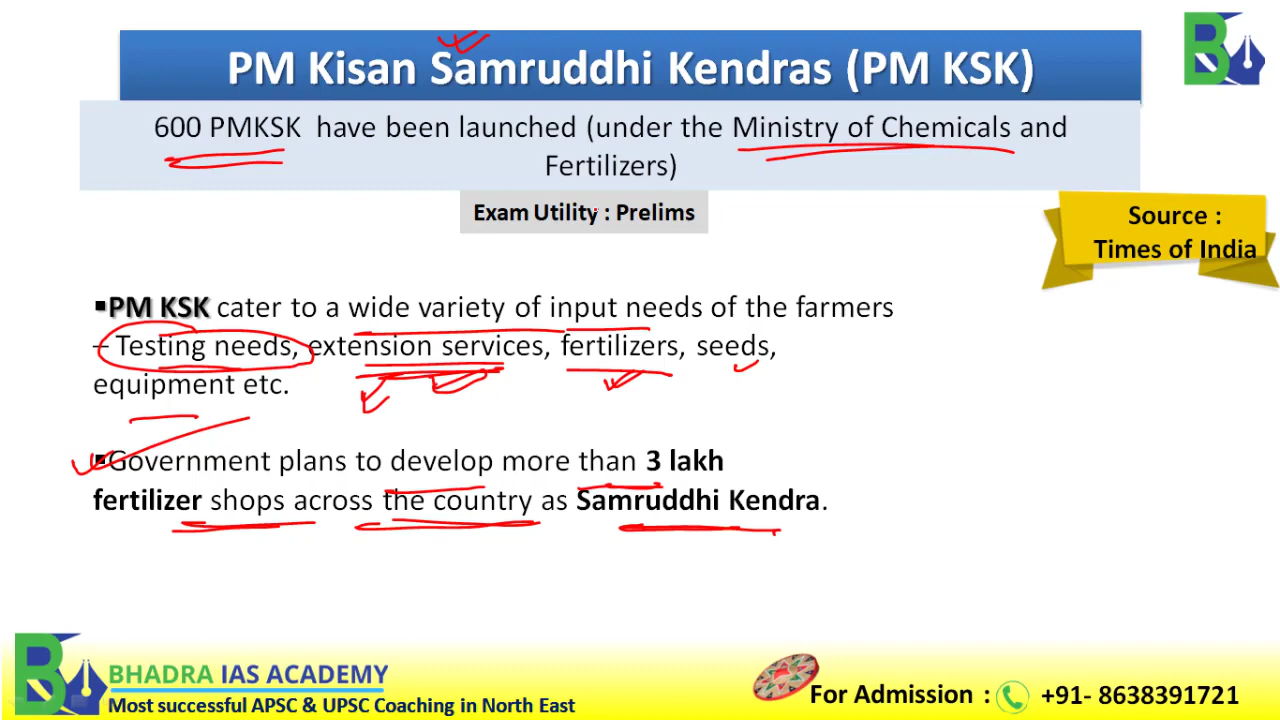 PM Kisan Samruddhi Kendras (PM KSK)
600 PMKSK have been launched (under the Ministry of Chemicals and
Fertilizers)
Exam Utility : Prelims
Source :
Times of India
▪PM KSK cater to a wide variety of input needs of the farmers
– Testing needs, extension services, fertilizers, seeds,
equipment etc.
▪Government plans to develop more than 3 lakh
fertilizer shops across the country as Samruddhi Kendra.
BHADRA IAS ACADEMY
Most successful APSC & UPSC Coaching in North East
For Admission : +91- 8638391721